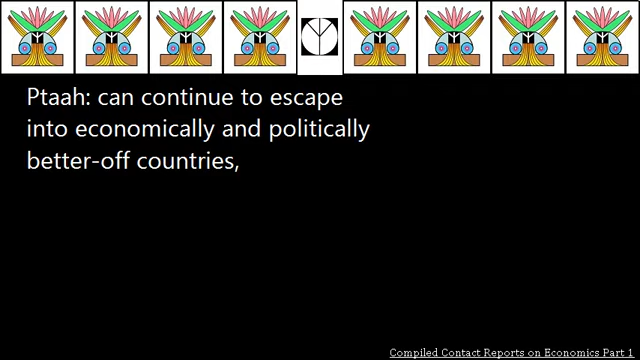 Ptaah: can continue to escape
into economically and politically
better-off countries,
Compiled Contact Reports on Economics Part 1